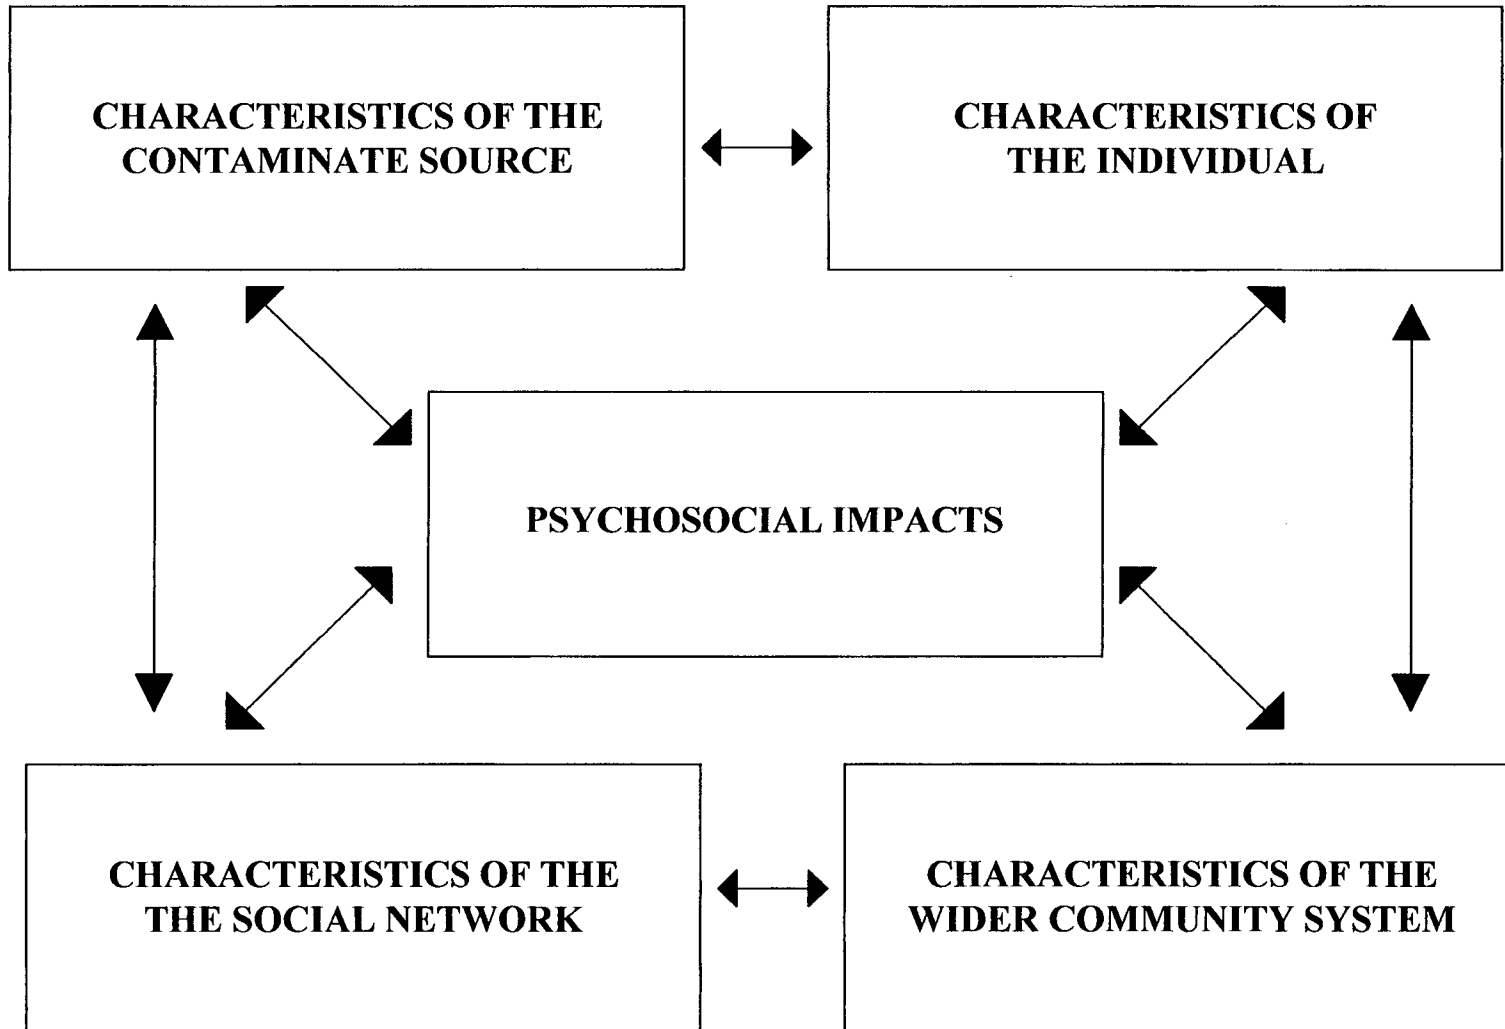 CHARACTERISTICS OF THE
CONTAMINATE SOURCE
CHARACTERISTICS OF
THE INDIVIDUAL
PSYCHOSOCIAL IMPACTS
CHARACTERISTICS OF THE
THE SOCIAL NETWORK
CHARACTERISTICS OF THE
WIDER COMMUNITY SYSTEM